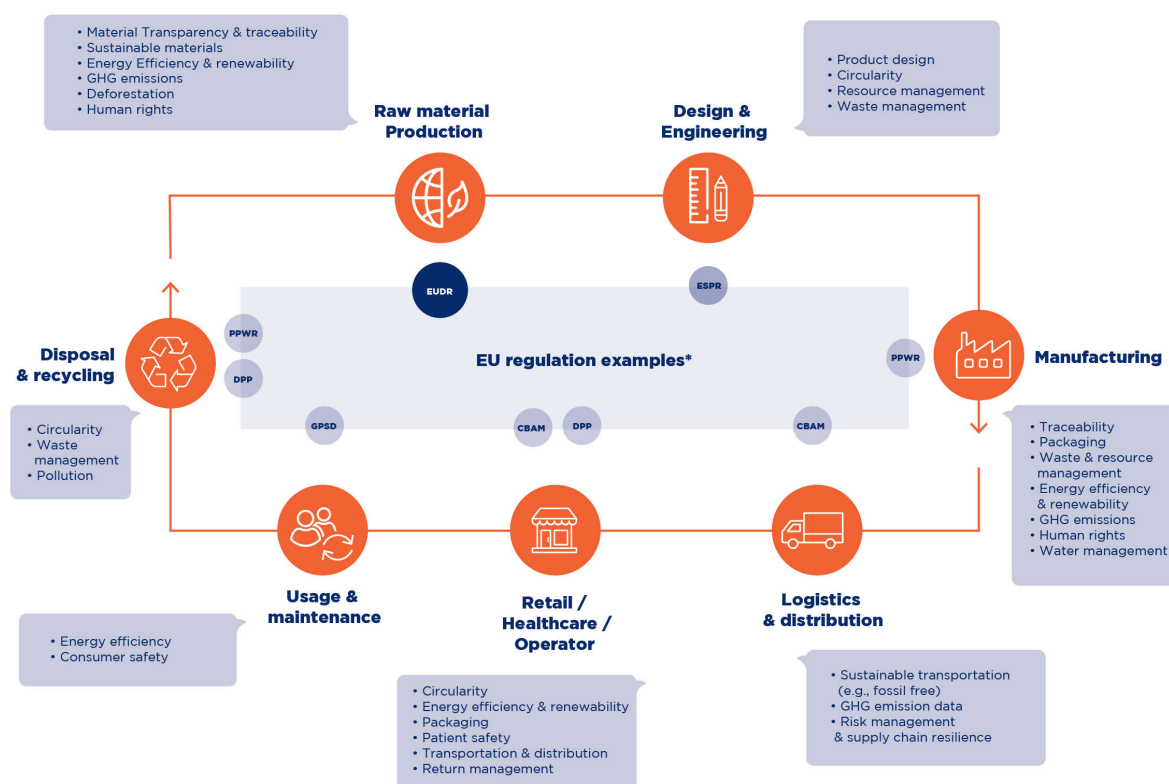 • Material Transparency & traceability
• Sustainable materials
• Energy Efficiency & renewability
• GHG emissions
• Deforestation
• Human rights
Raw material
Production
Design &
Engineering
• Product design
• Circularity
• Resource management
• Waste management
EUDR
ESPR
PPWR
DPP
EU regulation examples*
PPWR
GPSD
CBAM
DPP
CBAM
Disposal
& recycling
• Circularity
• Waste
management
• Pollution
Manufacturing
• Traceability
• Packaging
• Waste & resource
management
• Energy efficiency
& renewability
• GHG emissions
• Human rights
• Water management
Usage &
maintenance
• Energy efficiency
• Consumer safety
Retail /
Healthcare /
Operator
• Circularity
• Energy efficiency & renewability
• Packaging
• Patient safety
• Transportation & distribution
• Return management
Logistics
& distribution
• Sustainable transportation
(e.g., fossil free)
• GHG emission data
• Risk management
& supply chain resilience